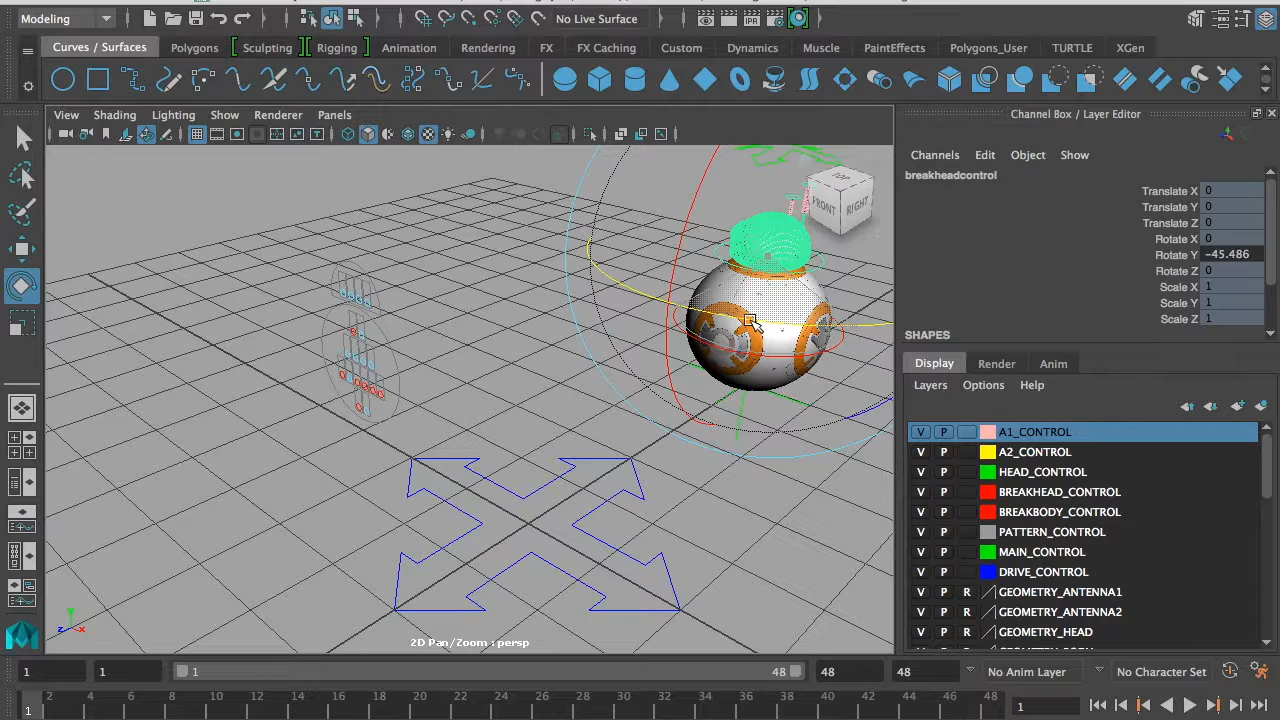 Modeling
No Live Surface
Curves / Surfaces
Polygons
Sculpting
Rigging
Animation
Rendering
FX
FX Caching
Custom
Dynamics
Muscle
PaintEffects
Polygons_User
TURTLE
XGen
View
Shading
Lighting
Show
Renderer
Panels
TOP
FRONT
RIGHT
2D Pan/Zoom : persp
Channel Box / Layer Editor
Channels
Edit
Object
Show
breakheadcontrol
Translate X 0
Translate Y 0
Translate Z 0
Rotate X 0
Rotate Y -45.486
Rotate Z 0
Scale X 1
Scale Y 1
Scale Z 1
SHAPES
Display
Render
Anim
Layers
Options
Help
V P A1_CONTROL
V P A2_CONTROL
V P HEAD_CONTROL
V P BREAKHEAD_CONTROL
V P BREAKBODY_CONTROL
V P PATTERN_CONTROL
V P MAIN_CONTROL
V P DRIVE_CONTROL
V P R GEOMETRY_ANTENNA1
V P R GEOMETRY_ANTENNA2
V P R GEOMETRY_HEAD
1
1
1
48
48
48
No Anim Layer
No Character Set
2 4 6 8 10 12 14 16 18 20 22 24 26 28 30 32 34 36 38 40 42 44 46 48
1
1